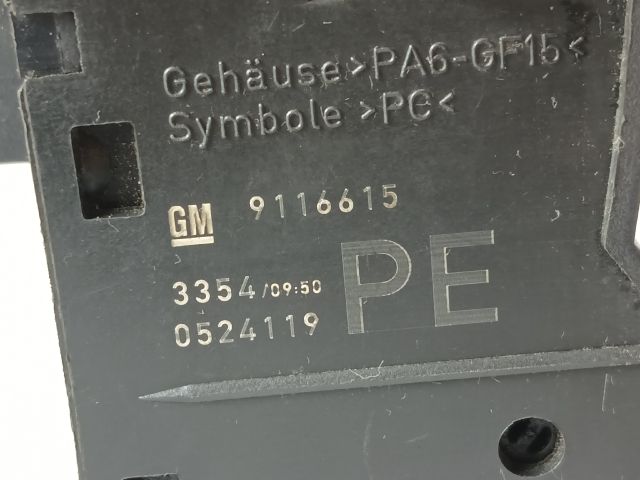 Gehäuse>PA6-GF15<
Symbole >PC<
GM 9116615
3354/09:50
0524119
PE